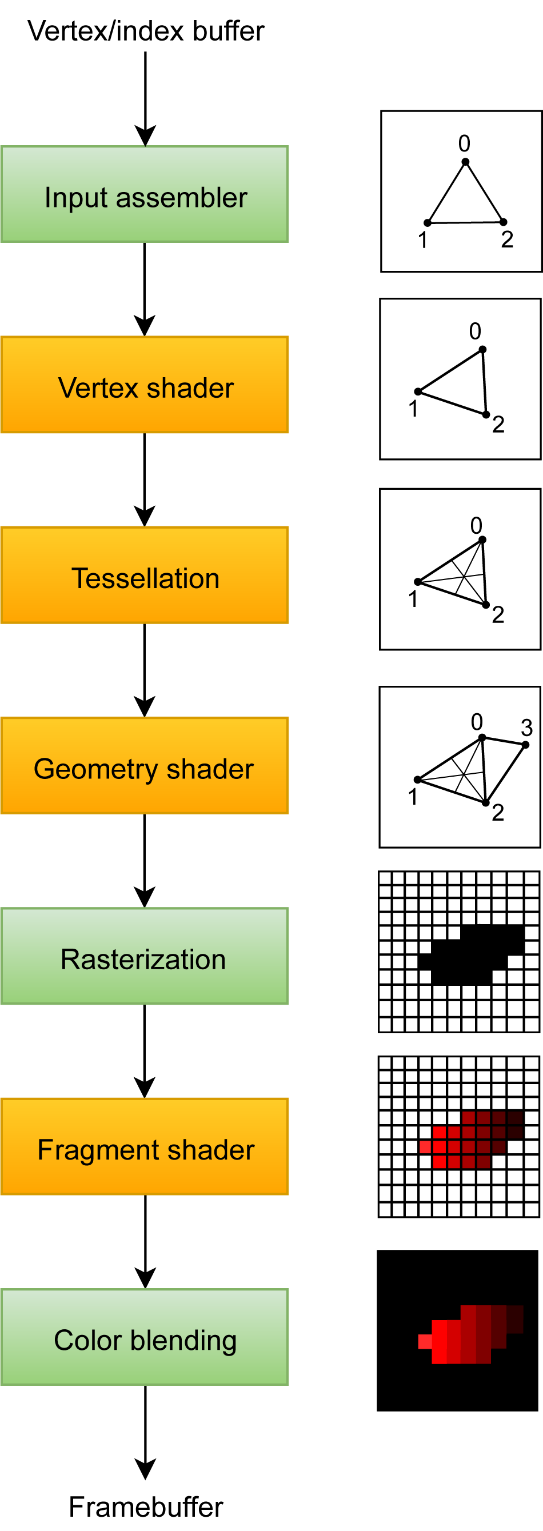 Vertex/index buffer
Input assembler
0
1
2
Vertex shader
0
1
2
Tessellation
0
1
2
Geometry shader
0
3
1
2
Rasterization
Fragment shader
Color blending
Framebuffer